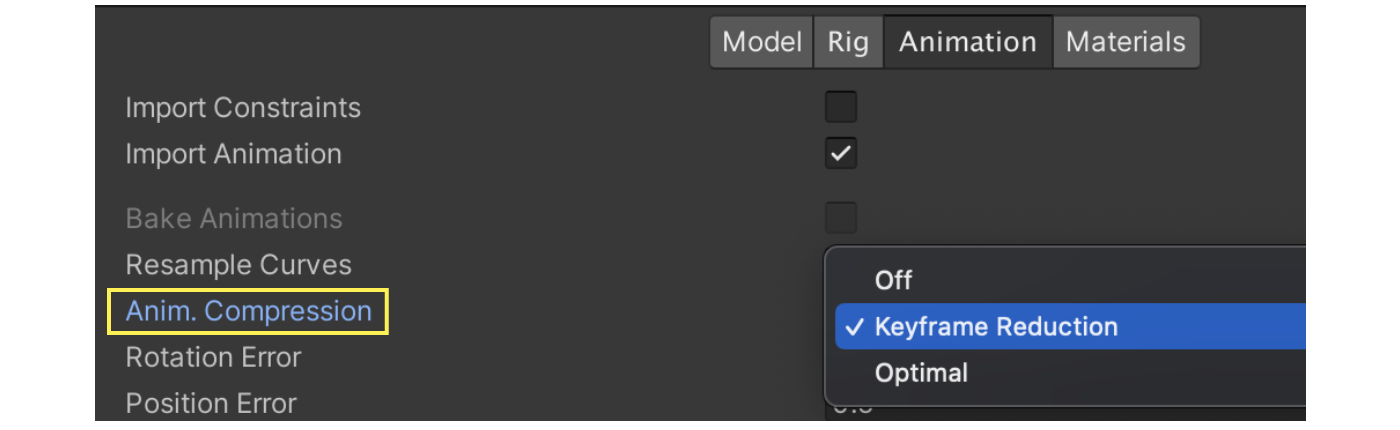 Model Rig Animation Materials
Import Constraints
Import Animation
Bake Animations
Resample Curves
Off
Anim. Compression
Keyframe Reduction
Rotation Error
Optimal
Position Error